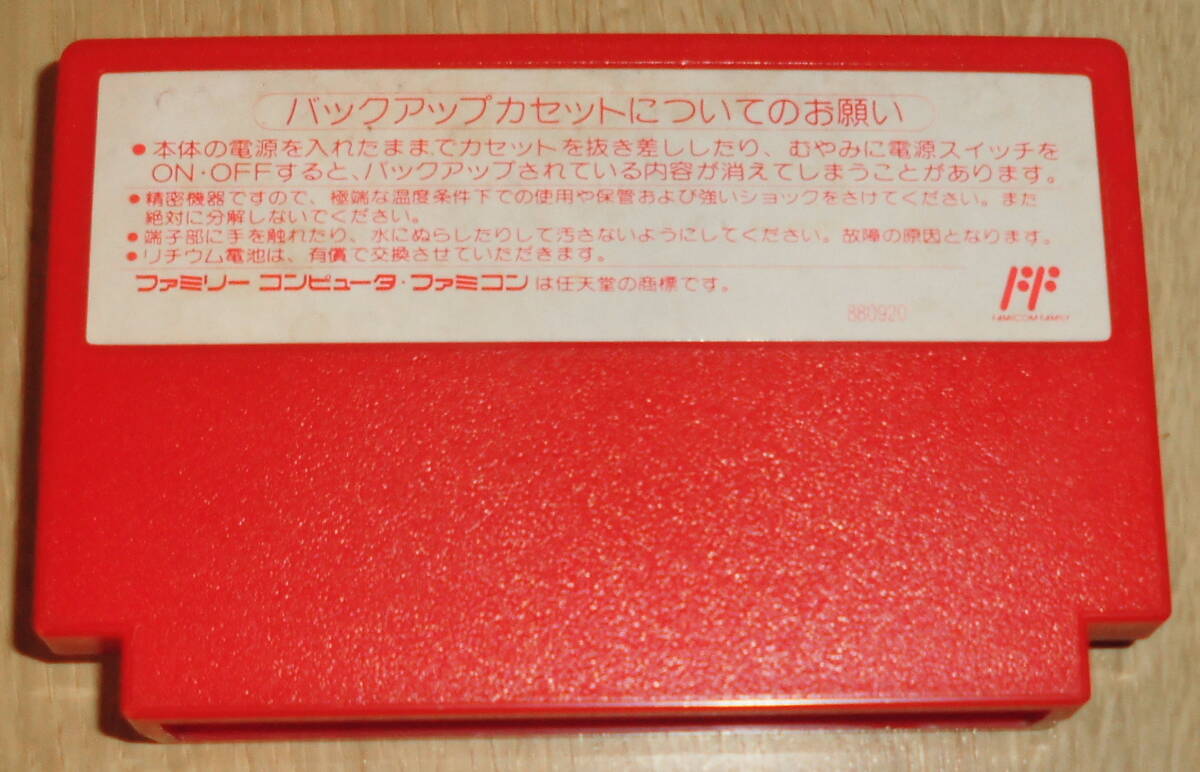 バックアップカセットについてのお願い
●本体の電源を入れたままでカセットを抜き差ししたり、むやみに電源スイッチを
ON・OFFすると、バックアップされている内容が消えてしまうことがあります。
●精密機器ですので、極端な温度条件下での使用や保管および強いショックをさけてください。また
絶対に分解しないでください。
●端子部に手を触れたり、水にぬらしたりして汚さないようにしてください。故障の原因となります。
●リチウム電池は、有償で交換させていただきます。
ファミリーコンピュータ・ファミコンは任天堂の商標です。
FAMICOM FAMILY
880920